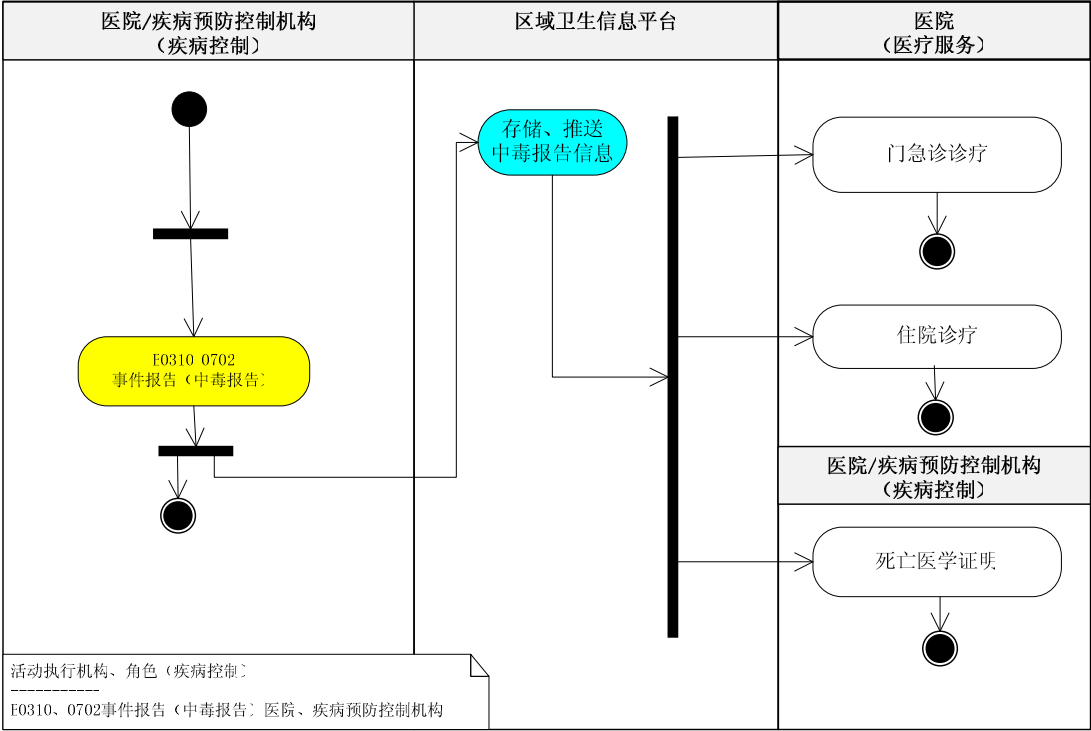 医院/疾病预防控制机构
（疾病控制）
区域卫生信息平台
医院
（医疗服务）
存储、推送
中毒报告信息
门急诊诊疗
住院诊疗
E0310 0702
事件报告（中毒报告）
医院/疾病预防控制机构
（疾病控制）
死亡医学证明
活动执行机构、角色（疾病控制）
-----------
E0310、0702事件报告（中毒报告）医院、疾病预防控制机构